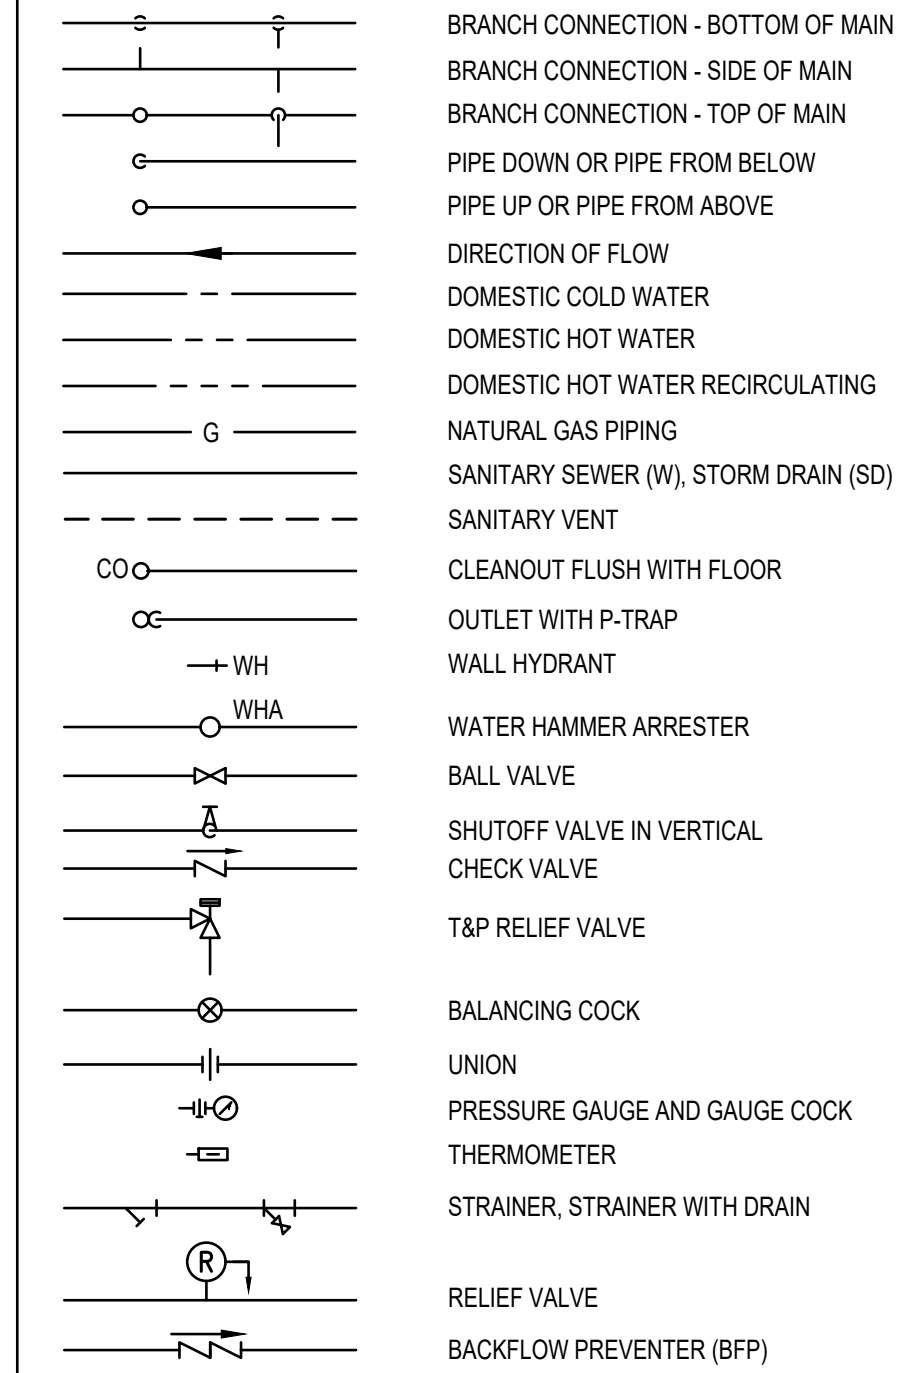 BRANCH CONNECTION - BOTTOM OF MAIN
BRANCH CONNECTION - SIDE OF MAIN
BRANCH CONNECTION - TOP OF MAIN
PIPE DOWN OR PIPE FROM BELOW
PIPE UP OR PIPE FROM ABOVE
DIRECTION OF FLOW
DOMESTIC COLD WATER
DOMESTIC HOT WATER
DOMESTIC HOT WATER RECIRCULATING
G NATURAL GAS PIPING
SANITARY SEWER (W), STORM DRAIN (SD)
SANITARY VENT
CO CLEANOUT FLUSH WITH FLOOR
OUTLET WITH P-TRAP
WH WALL HYDRANT
WHA
WATER HAMMER ARRESTER
BALL VALVE
SHUTOFF VALVE IN VERTICAL
CHECK VALVE
T&P RELIEF VALVE
BALANCING COCK
UNION
PRESSURE GAUGE AND GAUGE COCK
THERMOMETER
STRAINER, STRAINER WITH DRAIN
R
RELIEF VALVE
BACKFLOW PREVENTER (BFP)